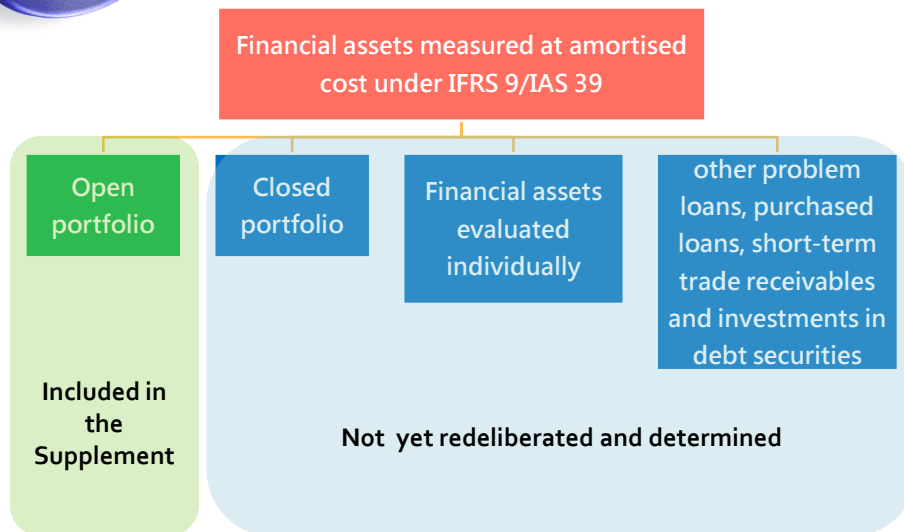 Financial assets measured at amortised
cost under IFRS 9/IAS 39
Open
portfolio
Closed
portfolio
Financial assets
evaluated
individually
other problem
loans, purchased
loans, short-term
trade receivables
and investments in
debt securities
Included in
the
Supplement
Not yet redeliberated and determined